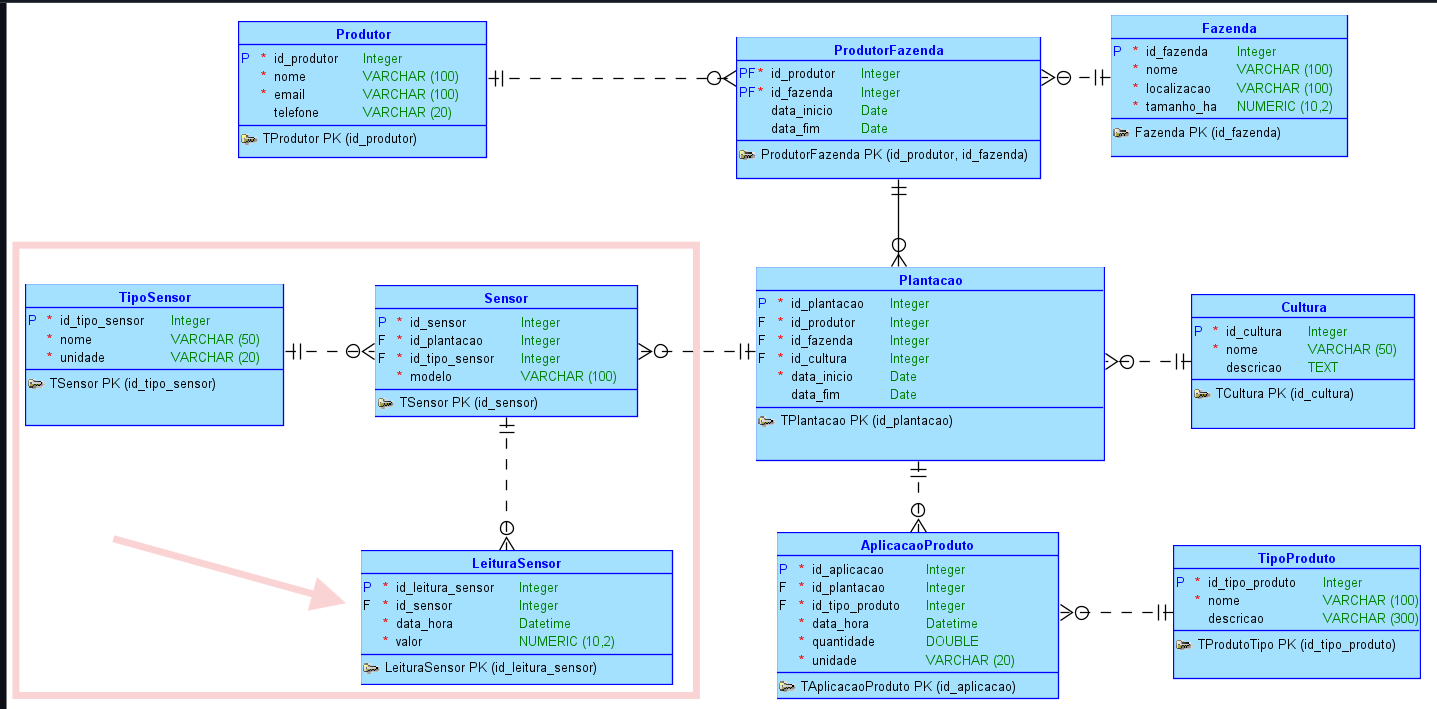 Produtor
P * id_produtor Integer
* nome VARCHAR (100)
* email VARCHAR (100)
telefone VARCHAR (20)
TProdutor PK (id_produtor)
ProdutorFazenda
PF * id_produtor Integer
PF * id_fazenda Integer
data_inicio Date
data_fim Date
ProdutorFazenda PK (id_produtor, id_fazenda)
Fazenda
P * id_fazenda Integer
* nome VARCHAR (100)
* localizacao VARCHAR (100)
* tamanho_ha NUMERIC (10,2)
Fazenda PK (id_fazenda)
TipoSensor
P * id_tipo_sensor Integer
* nome VARCHAR (50)
* unidade VARCHAR (20)
TSensor PK (id_tipo_sensor)
Sensor
P * id_sensor Integer
F * id_plantacao Integer
F * id_tipo_sensor Integer
* modelo VARCHAR (100)
TSensor PK (id_sensor)
Plantacao
P * id_plantacao Integer
F * id_produtor Integer
F * id_fazenda Integer
F * id_cultura Integer
* data_inicio Date
data_fim Date
TPlantacao PK (id_plantacao)
Cultura
P * id_cultura Integer
* nome VARCHAR (50)
descricao TEXT
TCultura PK (id_cultura)
LeituraSensor
P * id_leitura_sensor Integer
F * id_sensor Integer
* data_hora Datetime
* valor NUMERIC (10,2)
LeituraSensor PK (id_leitura_sensor)
AplicacaoProduto
P * id_aplicacao Integer
F * id_plantacao Integer
F * id_tipo_produto Integer
* data_hora Datetime
* quantidade DOUBLE
* unidade VARCHAR (20)
TAplicacaoProduto PK (id_aplicacao)
TipoProduto
P * id_tipo_produto Integer
* nome VARCHAR (100)
descricao VARCHAR (300)
TProdutoTipo PK (id_tipo_produto)